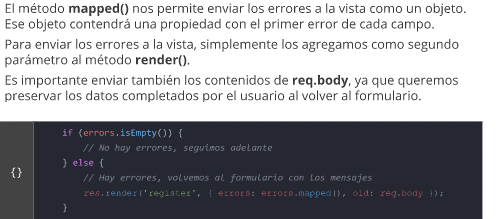 El método mapped() nos permite enviar los errores a la vista como un objeto.
Ese objeto contendrá una propiedad con el primer error de cada campo.
Para enviar los errores a la vista, simplemente los agregamos como segundo
parámetro al método render().
Es importante enviar también los contenidos de req.body, ya que queremos
preservar los datos completados por el usuario al volver al formulario.
if (errors.isEmpty()) {
// No hay errores, seguimos adelante
{} } else {
// Hay errores, volvemos al formulario con los mensajes
res.render('register', { errors: errors.mapped(), old: req.body });
}